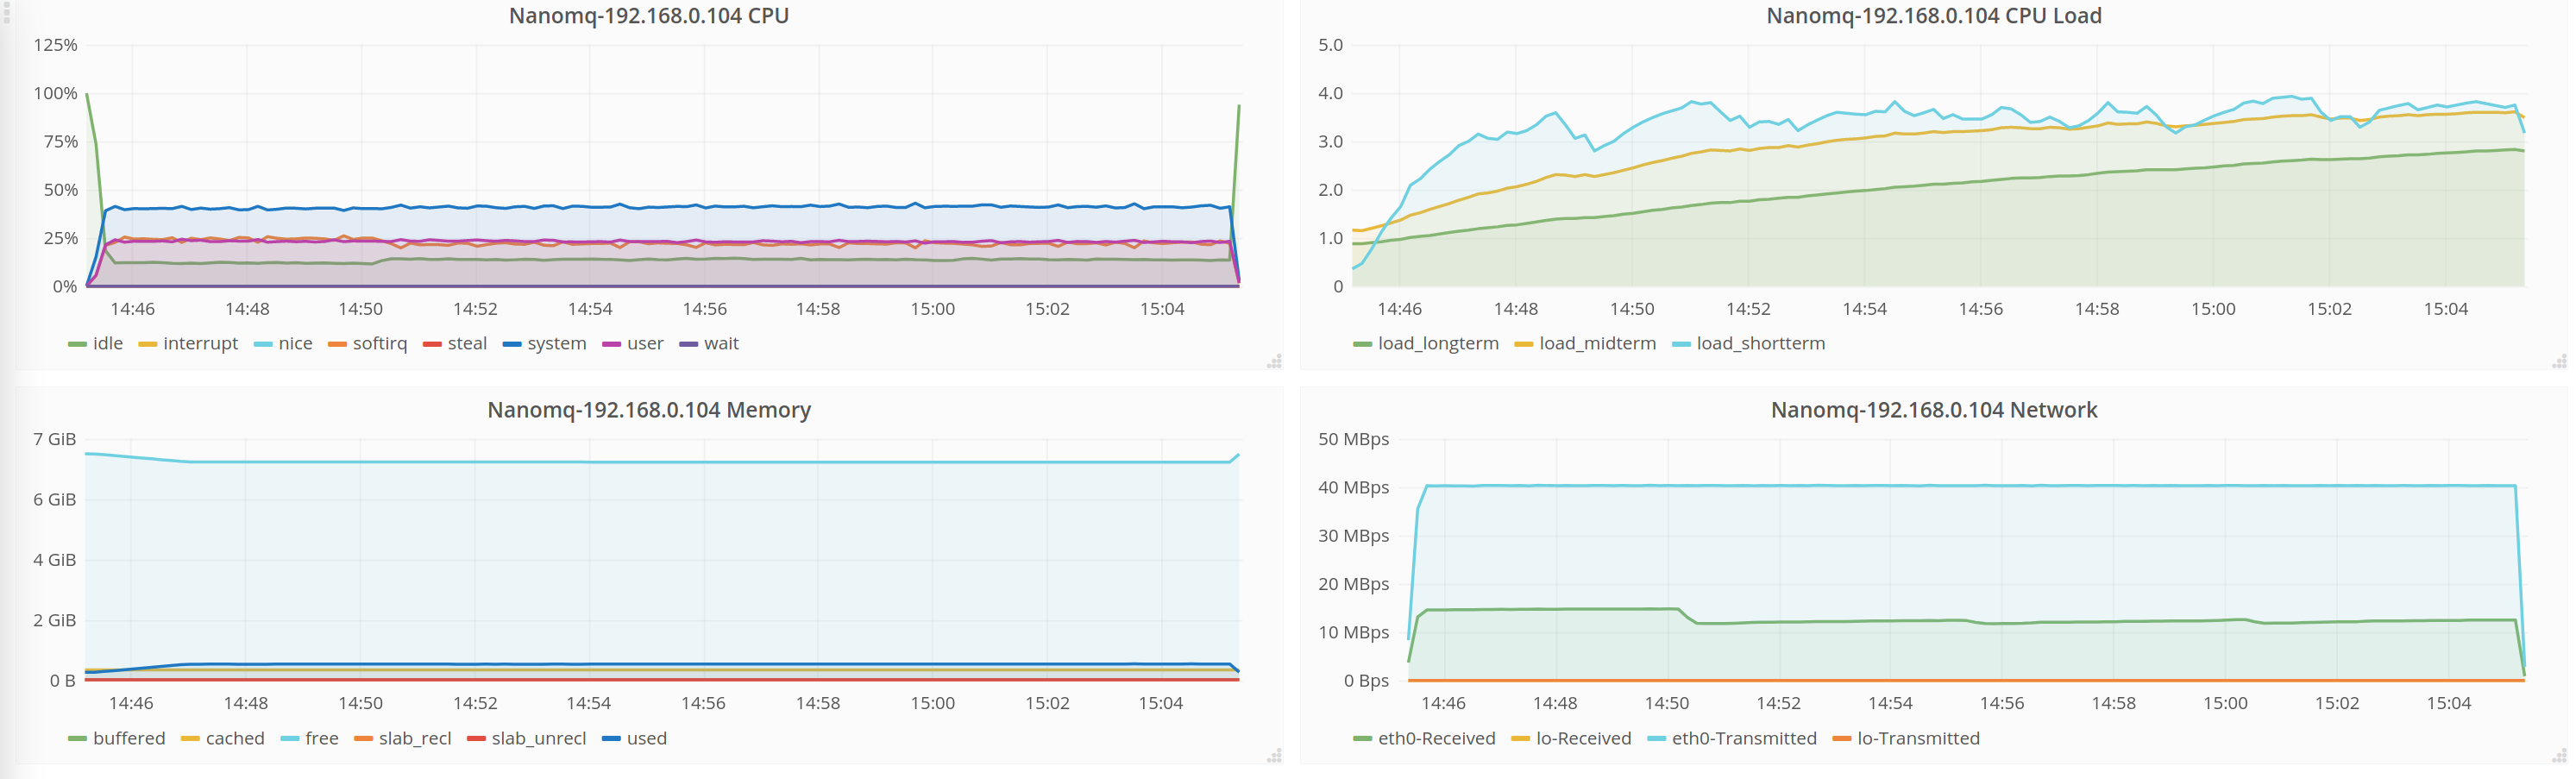 Nanomq-192.168.0.104 CPU
125%
100%
75%
50%
25%
0%
14:46 14:48 14:50 14:52 14:54 14:56 14:58 15:00 15:02 15:04
idle interrupt nice softirq steal system user wait
Nanomq-192.168.0.104 CPU Load
5.0
4.0
3.0
2.0
1.0
0
14:46 14:48 14:50 14:52 14:54 14:56 14:58 15:00 15:02 15:04
load_longterm load_midterm load_shortterm
Nanomq-192.168.0.104 Memory
7 GiB
6 GiB
4 GiB
2 GiB
0 B
14:46 14:48 14:50 14:52 14:54 14:56 14:58 15:00 15:02 15:04
buffered cached free slab_recl slab_unrecl used
Nanomq-192.168.0.104 Network
50 MBps
40 MBps
30 MBps
20 MBps
10 MBps
0 Bps
14:46 14:48 14:50 14:52 14:54 14:56 14:58 15:00 15:02 15:04
eth0-Received lo-Received eth0-Transmitted lo-Transmitted